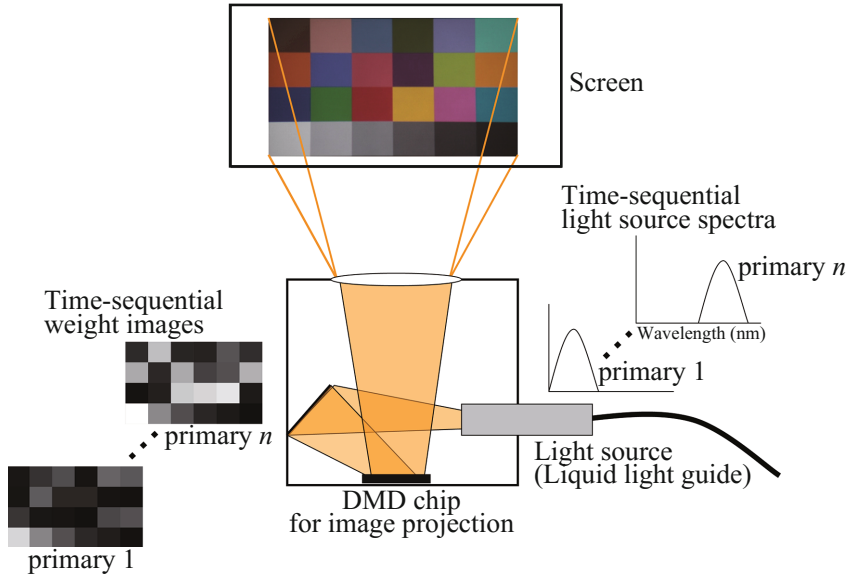 Screen
Time-sequential
light source spectra
primary n
Wavelength (nm)
primary 1
Time-sequential
weight images
primary n
primary 1
Light source
(Liquid light guide)
DMD chip
for image projection